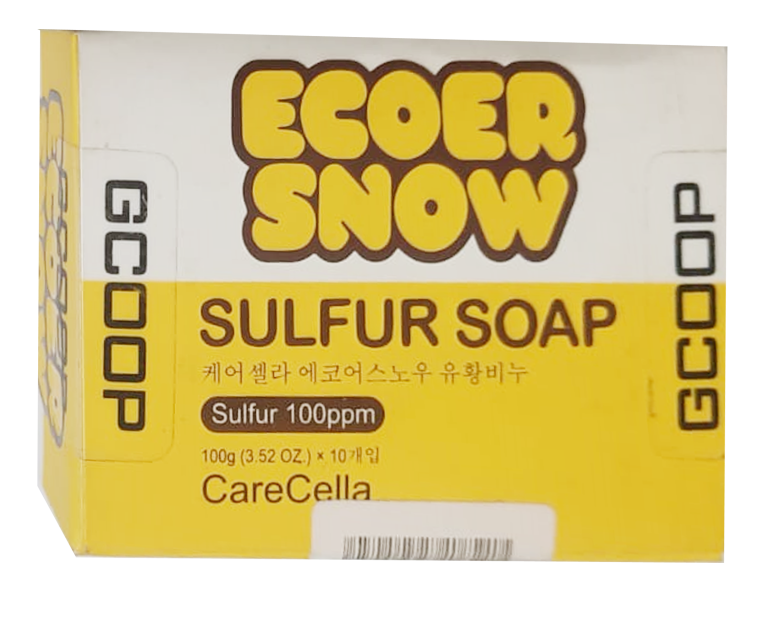 ECOER
SNOW
SULFUR SOAP
케어셀라 에코어스노우 유황비누
Sulfur 100ppm
100g (3.52 OZ.) × 10개입
CareCella
GCOOP
GCOOP